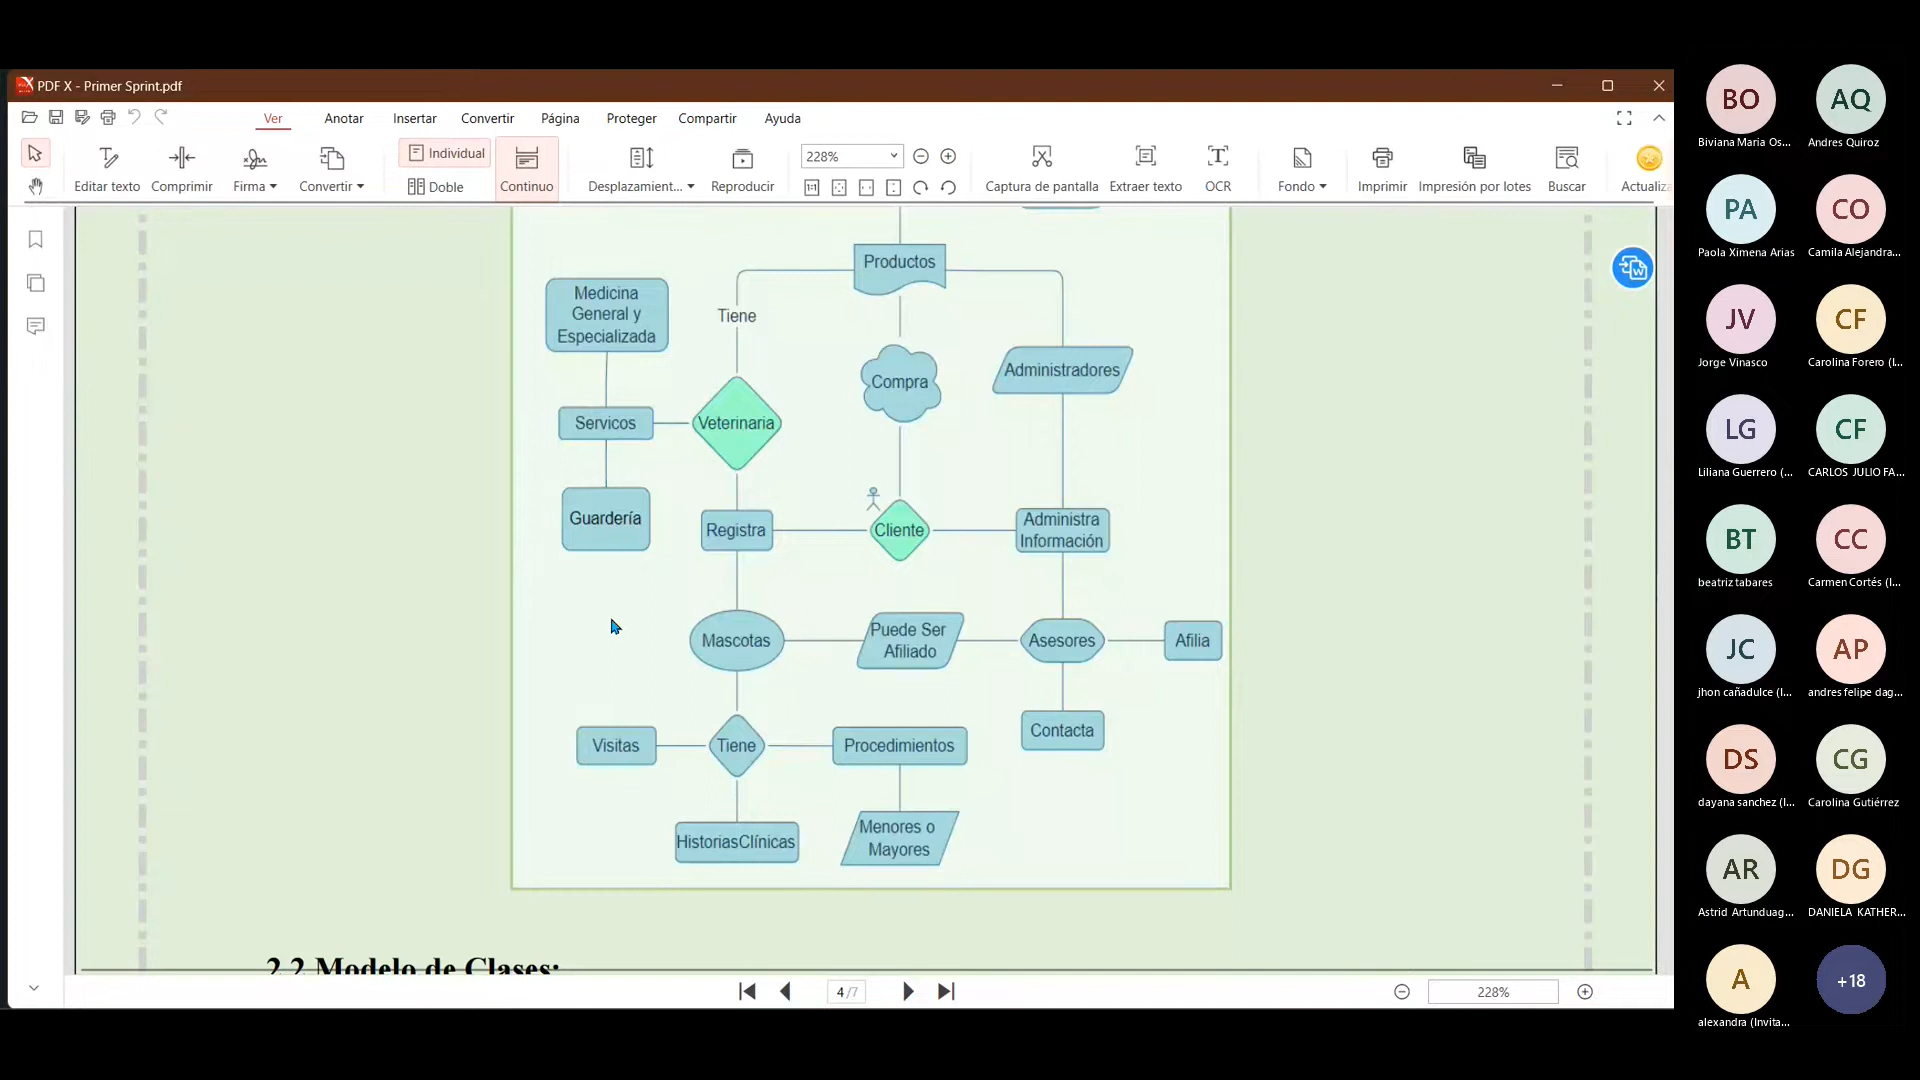 PDF X - Primer Sprint.pdf
Ver
Anotar
Insertar
Convertir
Página
Proteger
Compartir
Ayuda
Editar texto
Comprimir
Firma
Convertir
Individual
Doble
Continuo
Desplazamient...
Reproducir
228%
Captura de pantalla
Extraer texto
OCR
Fondo
Imprimir
Impresión por lotes
Buscar
Actualiza
Productos
Medicina
General y
Especializada
Tiene
Compra
Administradores
Servicos
Veterinaria
Guardería
Registra
Cliente
Administra
Información
Mascotas
Puede Ser
Afiliado
Asesores
Afilia
Visitas
Tiene
Procedimientos
Contacta
HistoriasClínicas
Menores o
Mayores
2.2 Modelo de Clases:
4 /7
228%
BO
Biviana Maria Os...
AQ
Andres Quiroz
PA
Paola Ximena Arias
CO
Camila Alejandra...
JV
Jorge Vinasco
CF
Carolina Forero (I...
LG
Liliana Guerrero (...
CF
CARLOS JULIO FA...
BT
beatriz tabares
CC
Carmen Cortés (I...
JC
jhon cañadulce (I...
AP
andres felipe dag...
DS
dayana sanchez (I...
CG
Carolina Gutiérrez
AR
Astrid Artunduag...
DG
DANIELA KATHER...
A
alexandra (Invita...
+18